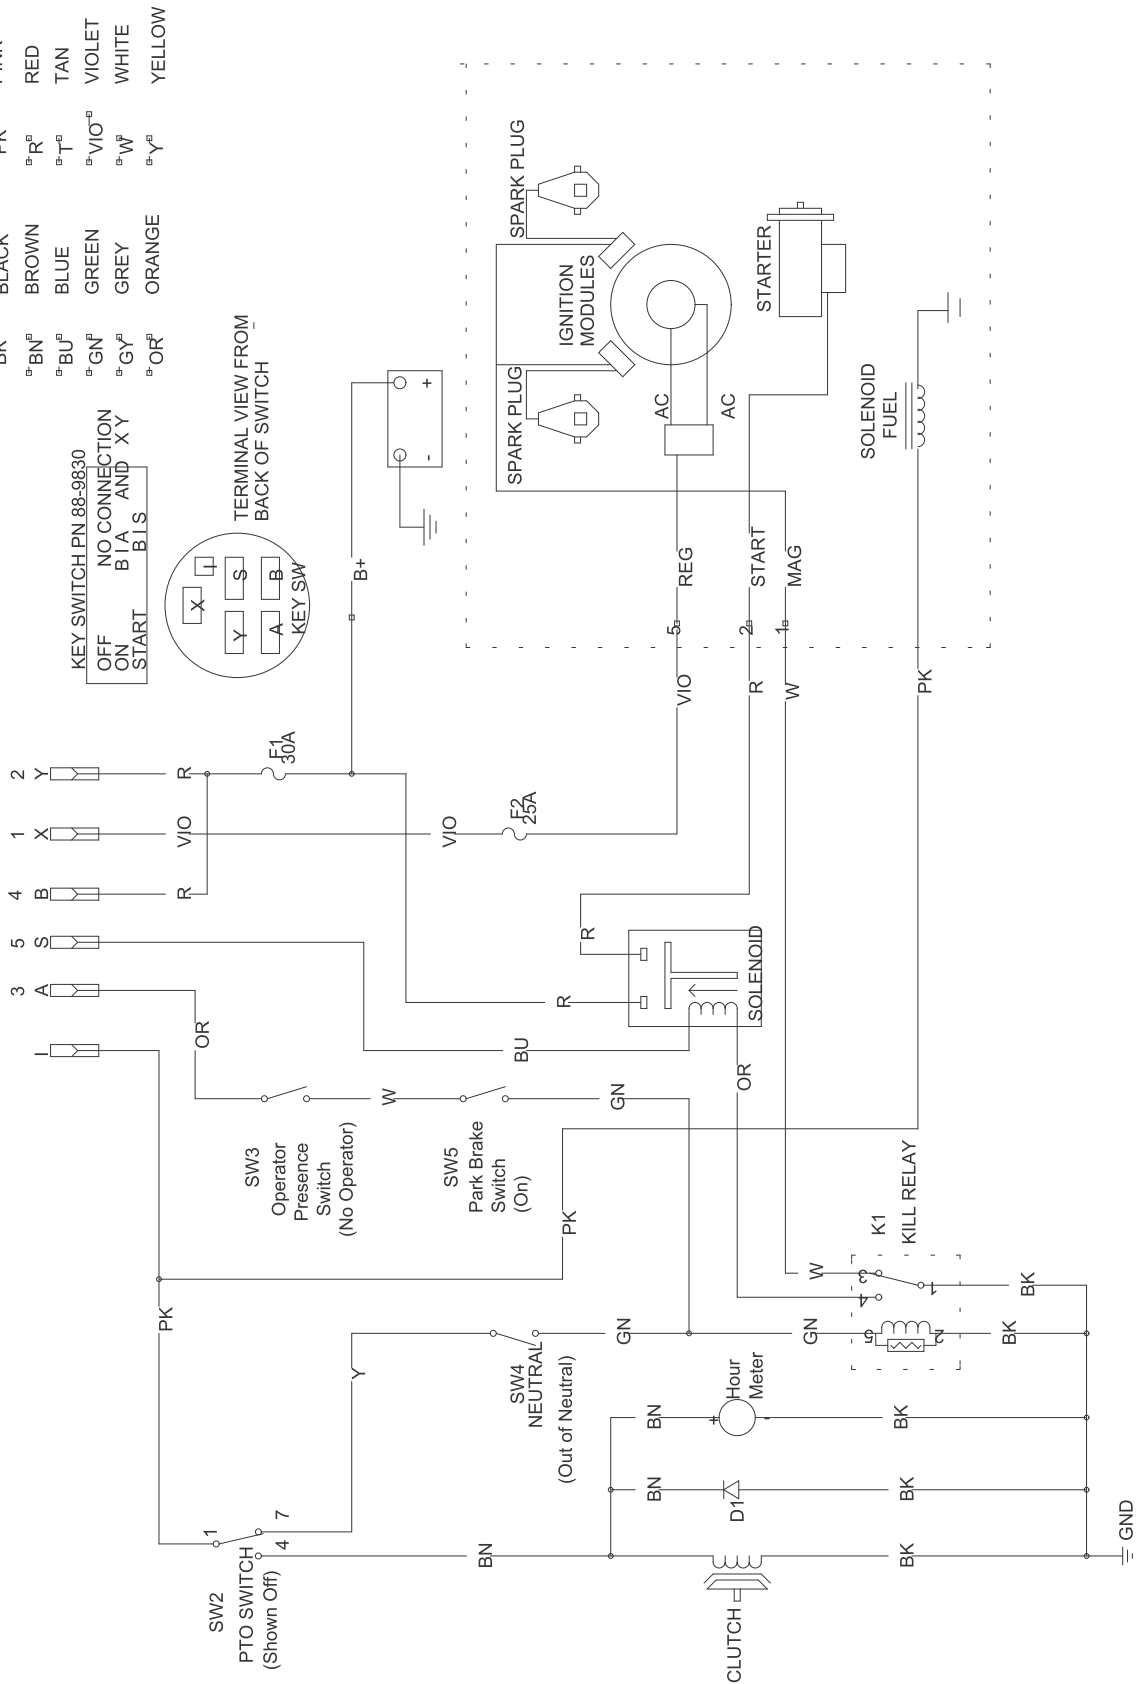 BK BLACK PK PINK
BN BROWN R RED
BU BLUE T TAN
GN GREEN VIO VIOLET
GY GREY W WHITE
OR ORANGE Y YELLOW
KEY SWITCH PN 88-9830
OFF NO CONNECTION
ON B I A AND X Y
START B I S
X
I
Y S
A B
KEY SW
TERMINAL VIEW FROM
BACK OF SWITCH
I
3 A
5 S
4 B
1 X
2 Y
R
VIO
R
OR
F1
30A
B+
- +
VIO
F2
25A
R
R
SOLENOID
BU
OR
SPARK PLUG
SPARK PLUG
IGNITION
MODULES
AC
AC
STARTER
SOLENOID
FUEL
REG
START
MAG
5
2
1
VIO
R
W
PK
SW3
Operator
Presence
Switch
(No Operator)
W
SW5
Park Brake
Switch
(On)
GN
PK
PK
K1
KILL RELAY
W
3
4
1
5
2
BK
GN
GN
BK
Y
SW4
NEUTRAL
(Out of Neutral)
Hour
Meter
BN
+
-
BK
BN
D1
BK
SW2
PTO SWITCH
(Shown Off)
1
7
4
BN
CLUTCH
BK
GND